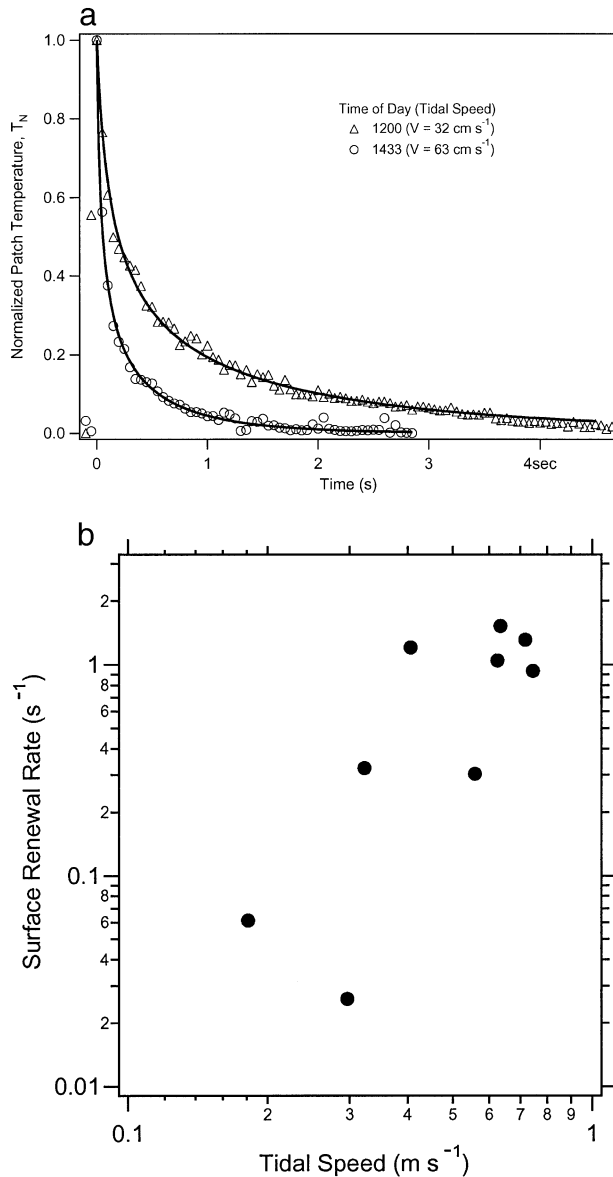 a
Normalized Patch Temperature, T_N
1.0
0.8
0.6
0.4
0.2
0.0
Time of Day (Tidal Speed)
△ 1200 (V = 32 cm s⁻¹)
○ 1433 (V = 63 cm s⁻¹)
0 1 2 3 4sec
Time (s)
b
Surface Renewal Rate (s⁻¹)
2
1
8
6
4
2
0.1
8
6
4
2
0.01
0.1 2 3 4 5 6 7 8 9 1
Tidal Speed (m s⁻¹)